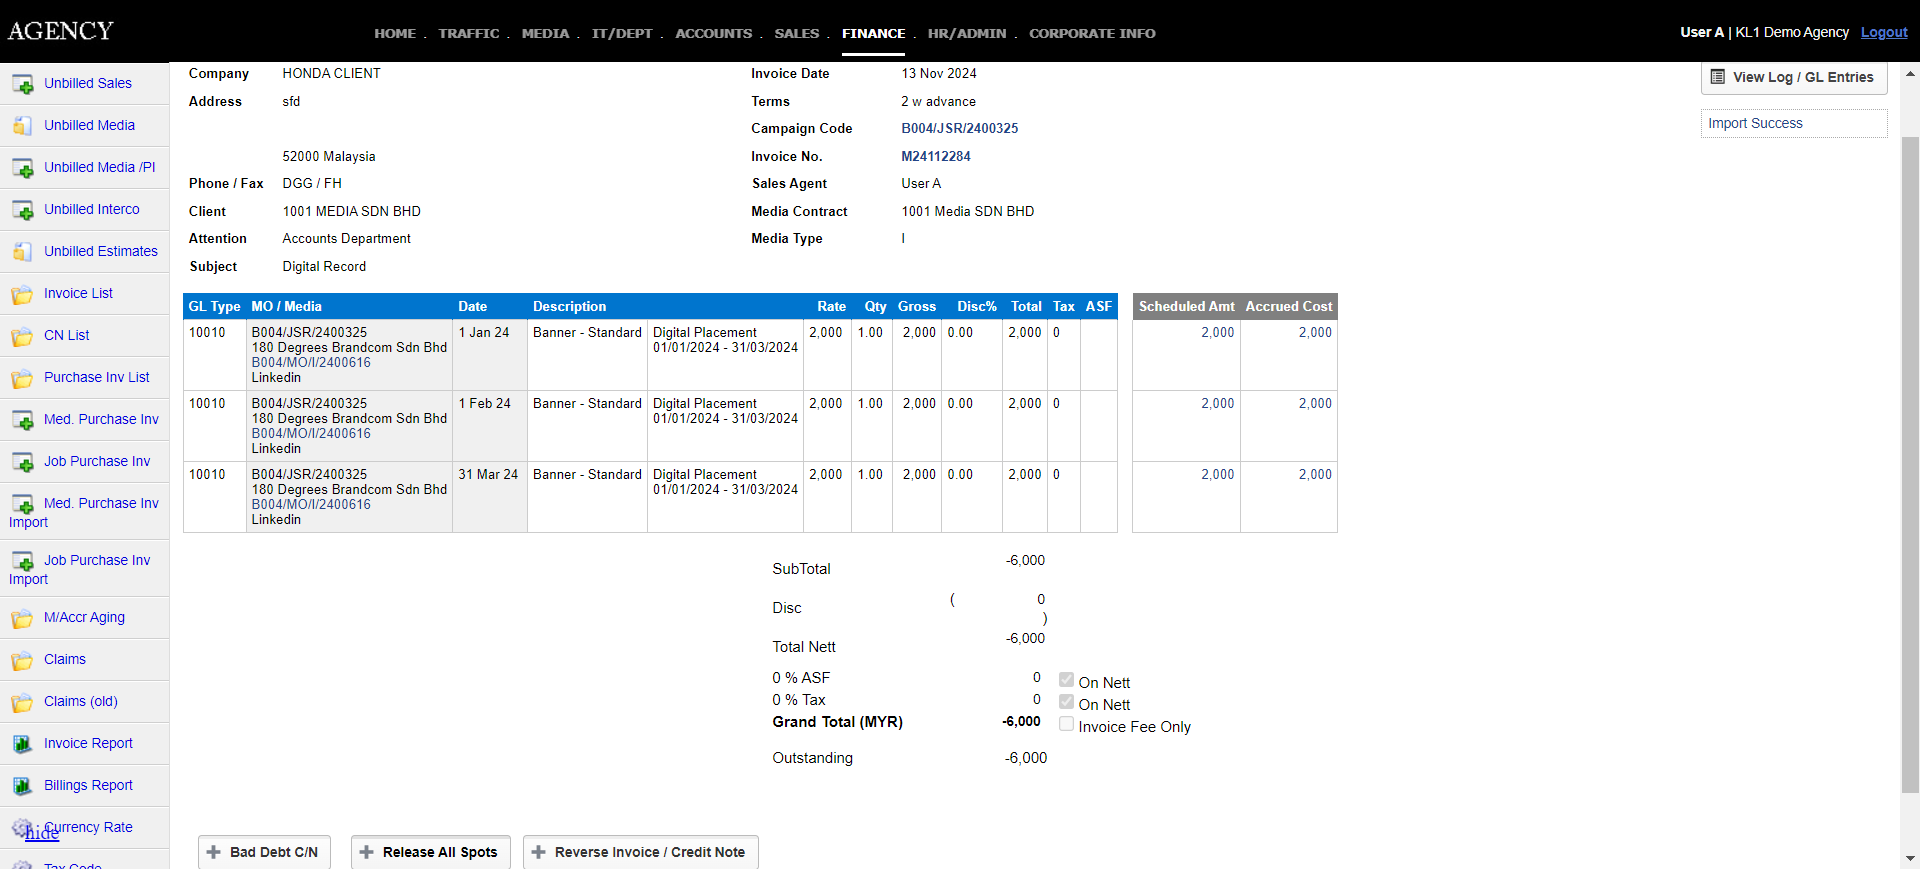 AGENCY
HOME . TRAFFIC . MEDIA . IT/DEPT . ACCOUNTS . SALES . FINANCE . HR/ADMIN . CORPORATE INFO
User A | KL1 Demo Agency Logout
Unbilled Sales
Unbilled Media
Unbilled Media /PI
Unbilled Interco
Unbilled Estimates
Invoice List
CN List
Purchase Inv List
Med. Purchase Inv
Job Purchase Inv
Med. Purchase Inv
Import
Job Purchase Inv
Import
M/Accr Aging
Claims
Claims (old)
Invoice Report
Billings Report
Currency Rate
hide
Tax Code
Company HONDA CLIENT
Address sfd
52000 Malaysia
Phone / Fax DGG / FH
Client 1001 MEDIA SDN BHD
Attention Accounts Department
Subject Digital Record
Invoice Date 13 Nov 2024
Terms 2 w advance
Campaign Code B004/JSR/2400325
Invoice No. M24112284
Sales Agent User A
Media Contract 1001 Media SDN BHD
Media Type I
View Log / GL Entries
Import Success
GL Type MO / Media Date Description Rate Qty Gross Disc% Total Tax ASF Scheduled Amt Accrued Cost
10010 B004/JSR/2400325 1 Jan 24 Banner - Standard Digital Placement 2,000 1.00 2,000 0.00 2,000 0 2,000 2,000
180 Degrees Brandcom Sdn Bhd 01/01/2024 - 31/03/2024
B004/MO/I/2400616
Linkedin
10010 B004/JSR/2400325 1 Feb 24 Banner - Standard Digital Placement 2,000 1.00 2,000 0.00 2,000 0 2,000 2,000
180 Degrees Brandcom Sdn Bhd 01/01/2024 - 31/03/2024
B004/MO/I/2400616
Linkedin
10010 B004/JSR/2400325 31 Mar 24 Banner - Standard Digital Placement 2,000 1.00 2,000 0.00 2,000 0 2,000 2,000
180 Degrees Brandcom Sdn Bhd 01/01/2024 - 31/03/2024
B004/MO/I/2400616
Linkedin
SubTotal -6,000
Disc ( 0
)
Total Nett -6,000
0 % ASF 0 On Nett
0 % Tax 0 On Nett
Grand Total (MYR) -6,000 Invoice Fee Only
Outstanding -6,000
Bad Debt C/N Release All Spots Reverse Invoice / Credit Note